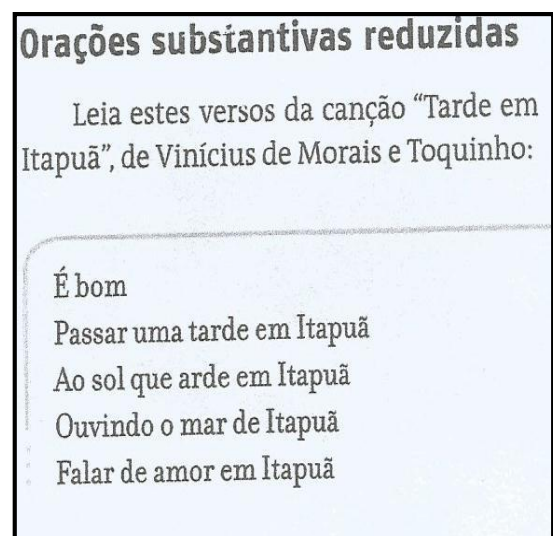 Orações substantivas reduzidas
Leia estes versos da canção “Tarde em
Itapuã”, de Vinícius de Morais e Toquinho:
É bom
Passar uma tarde em Itapuã
Ao sol que arde em Itapuã
Ouvindo o mar de Itapuã
Falar de amor em Itapuã